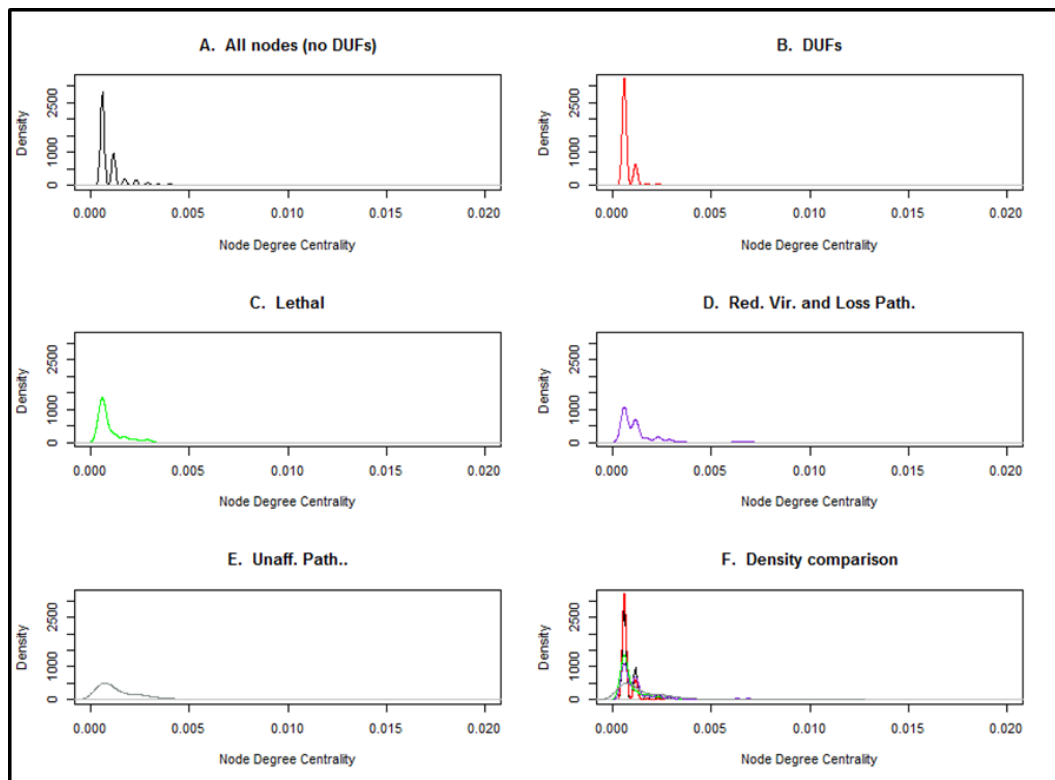 A. All nodes (no DUFs)
Density
0 1000 2500
0.000 0.005 0.010 0.015 0.020
Node Degree Centrality
B. DUFs
Density
0 1000 2500
0.000 0.005 0.010 0.015 0.020
Node Degree Centrality
C. Lethal
Density
0 1000 2500
0.000 0.005 0.010 0.015 0.020
Node Degree Centrality
D. Red. Vir. and Loss Path.
Density
0 1000 2500
0.000 0.005 0.010 0.015 0.020
Node Degree Centrality
E. Unaff. Path..
Density
0 1000 2500
0.000 0.005 0.010 0.015 0.020
Node Degree Centrality
F. Density comparison
Density
0 1000 2500
0.000 0.005 0.010 0.015 0.020
Node Degree Centrality